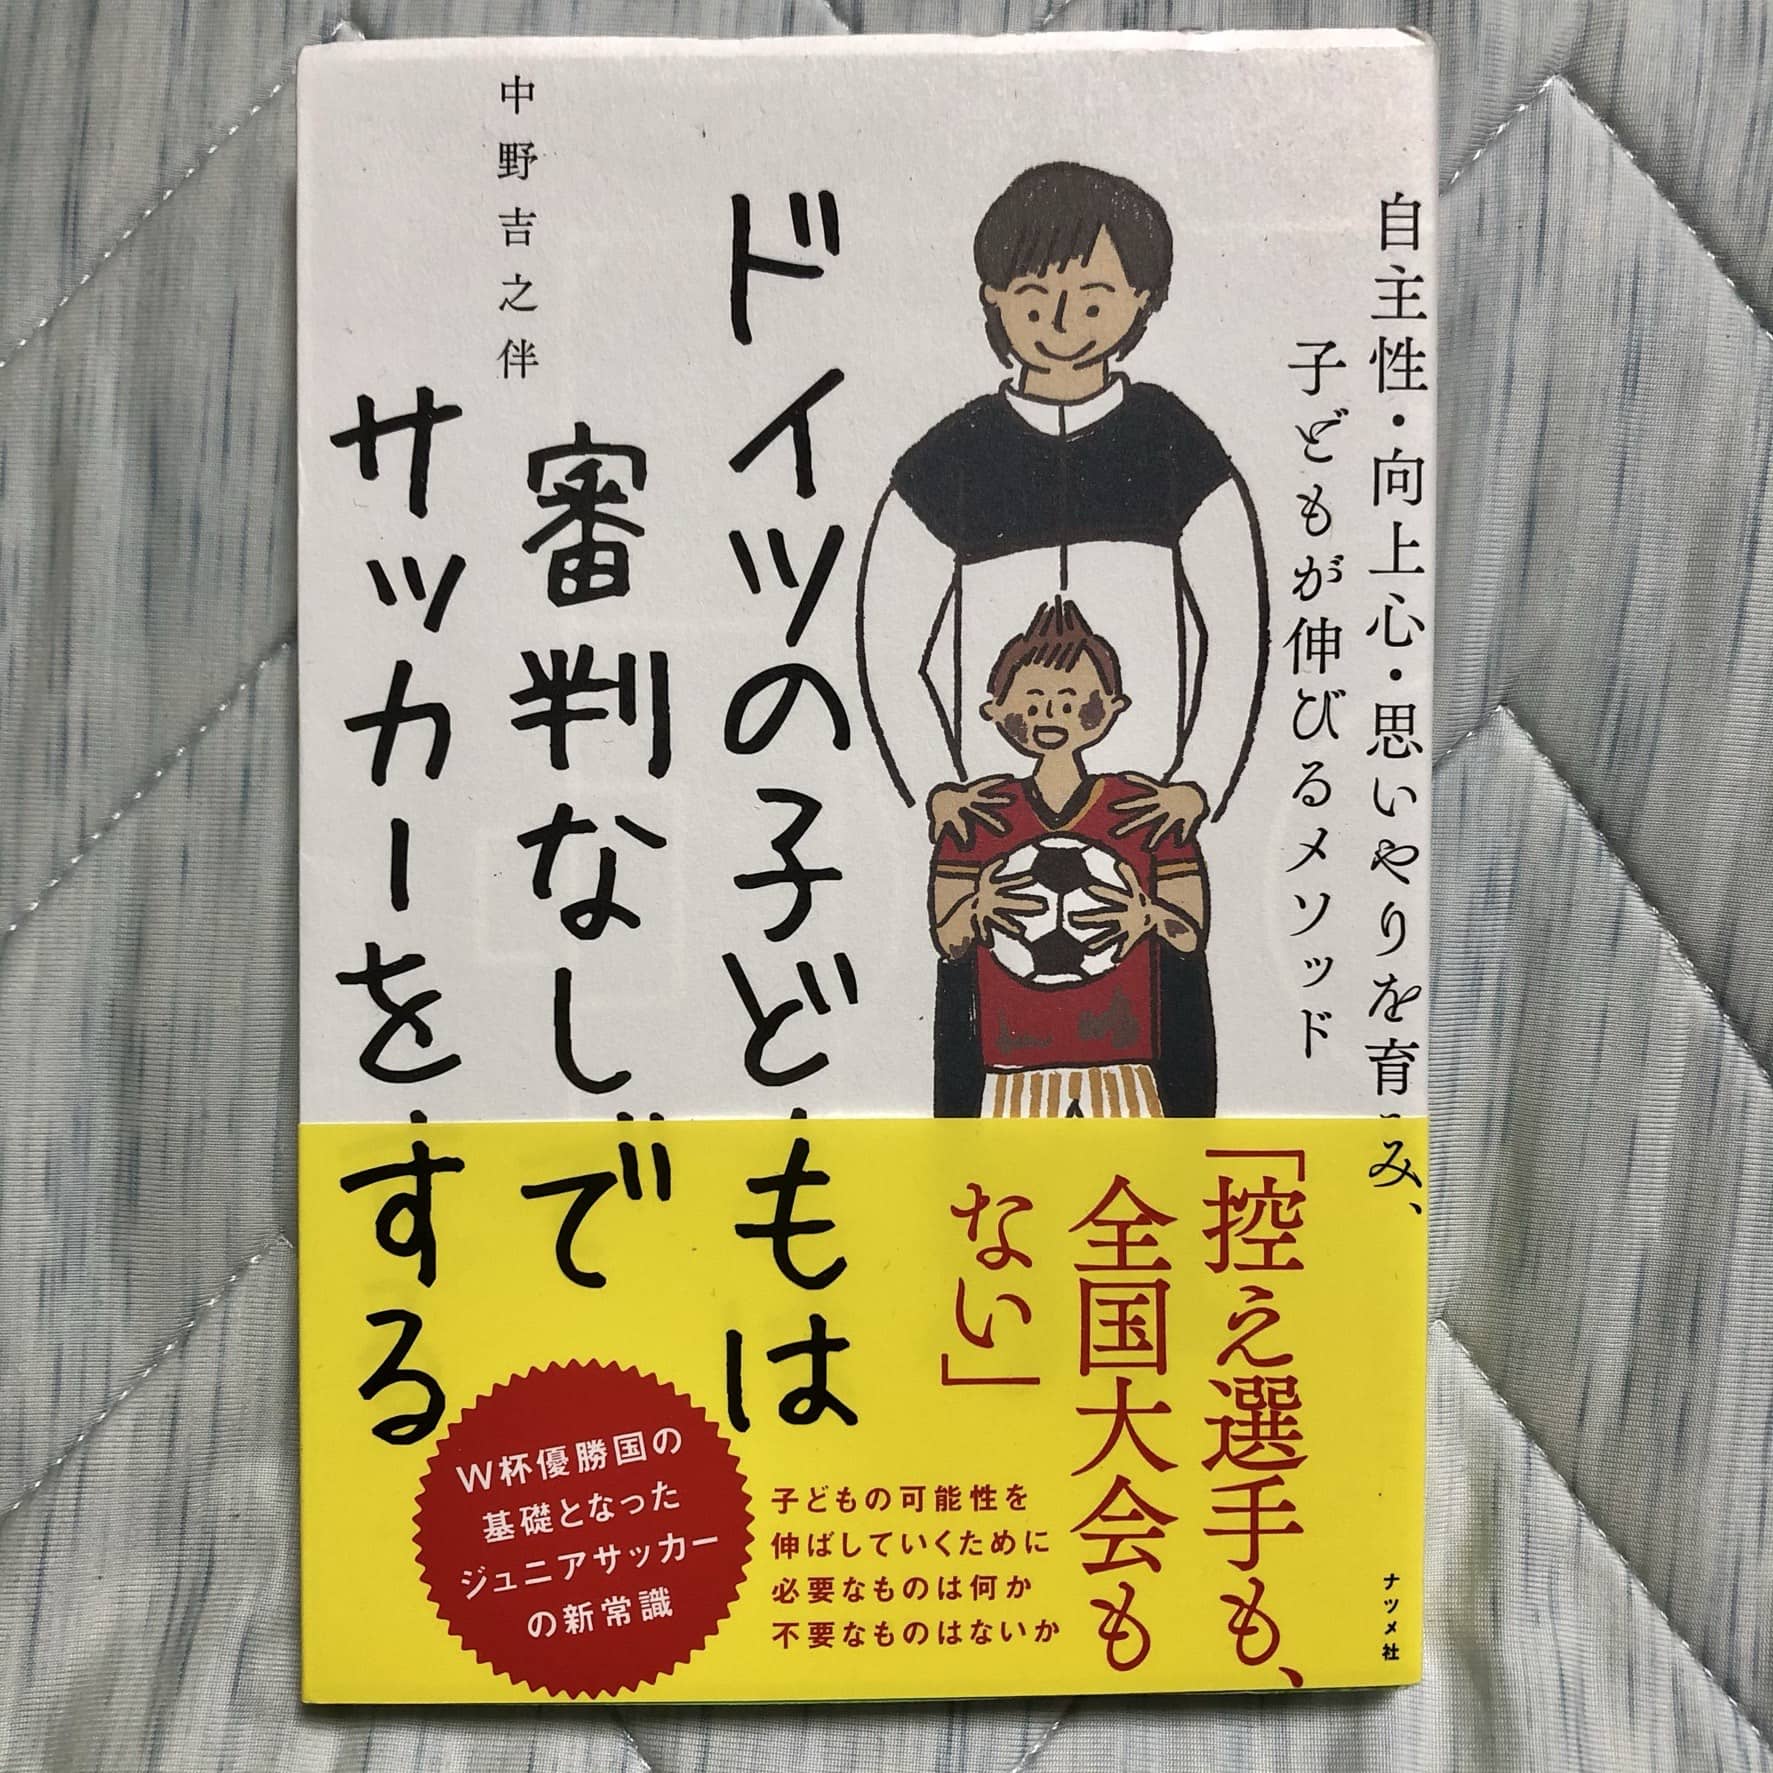 自主性・向上心・思いやりを育み、
子どもが伸びるメソッド
ドイツの子どもは
審判なしで
サッカーをする
中野吉之伴
「控え選手も、
全国大会も
ない」
子どもの可能性を
伸ばしていくために
必要なものは何か
不要なものはないか
W杯優勝国の
基礎となった
ジュニアサッカー
の新常識
ナツメ社